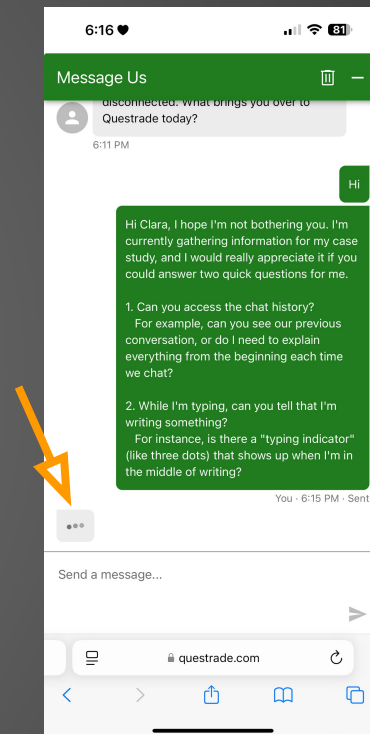 6:16
81
Message Us
disconnected. What brings you over to
Questrade today?
6:11 PM
Hi
Hi Clara, I hope I'm not bothering you. I'm
currently gathering information for my case
study, and I would really appreciate it if you
could answer two quick questions for me.
1. Can you access the chat history?
For example, can you see our previous
conversation, or do I need to explain
everything from the beginning each time
we chat?
2. While I'm typing, can you tell that I'm
writing something?
For instance, is there a "typing indicator"
(like three dots) that shows up when I'm in
the middle of writing?
You · 6:15 PM · Sent
Send a message...
questrade.com